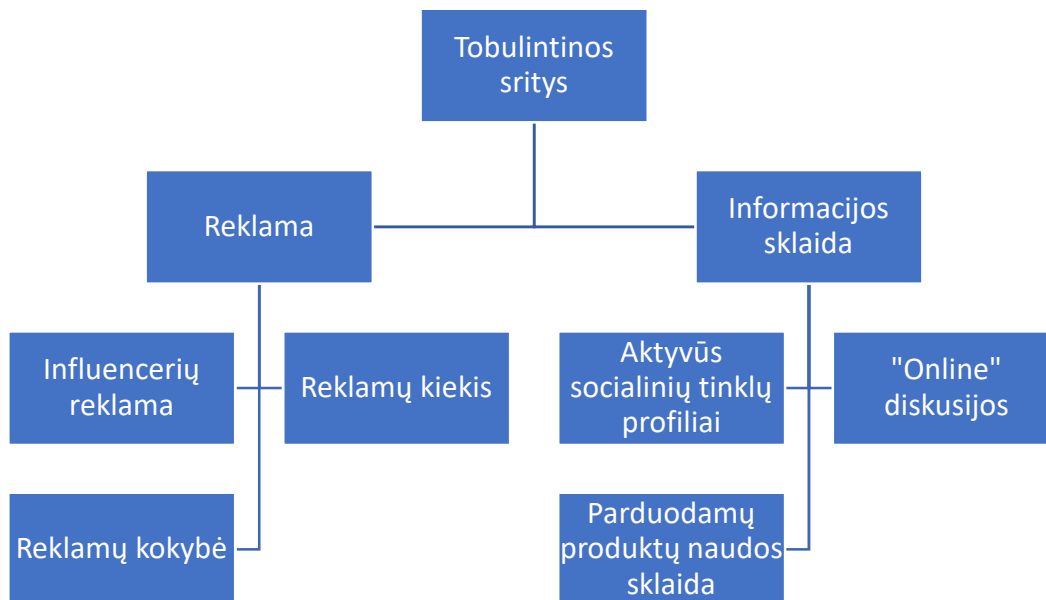 Tobulintinos
sritys
Reklama
Informacijos
sklaida
Influencerių
reklama
Reklamų kiekis
Aktyvūs
socialinių tinklų
profiliai
"Online"
diskusijos
Reklamų kokybė
Parduodamų
produktų naudos
sklaida